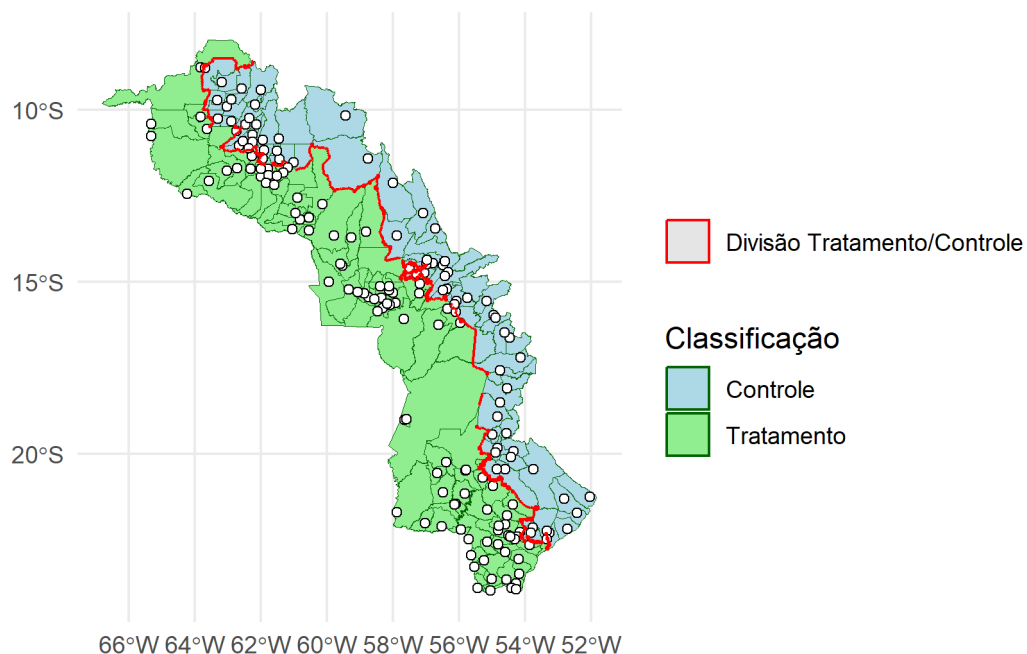 10°S
15°S
20°S
66°W 64°W 62°W 60°W 58°W 56°W 54°W 52°W
Divisão Tratamento/Controle
Classificação
Controle
Tratamento